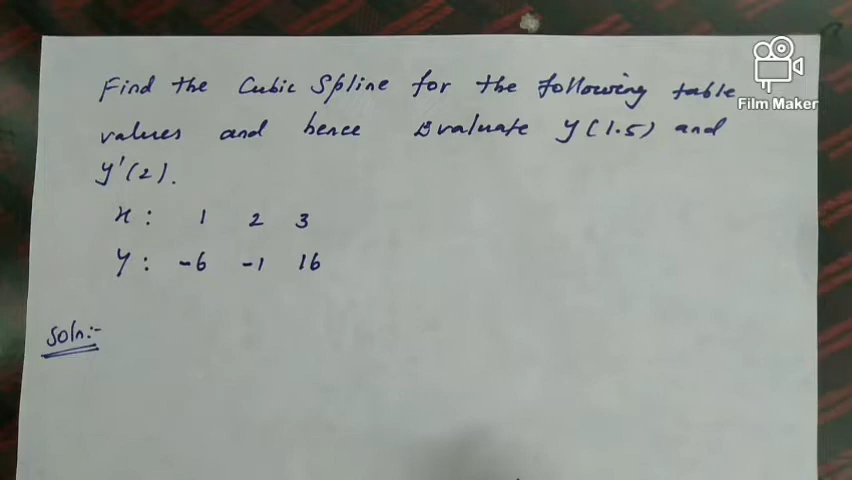 Find the Cubic Spline for the following table
values and hence Evaluate y(1.5) and
y'(2).
x: 1 2 3
y: -6 -1 16
Soln:-
Film Maker